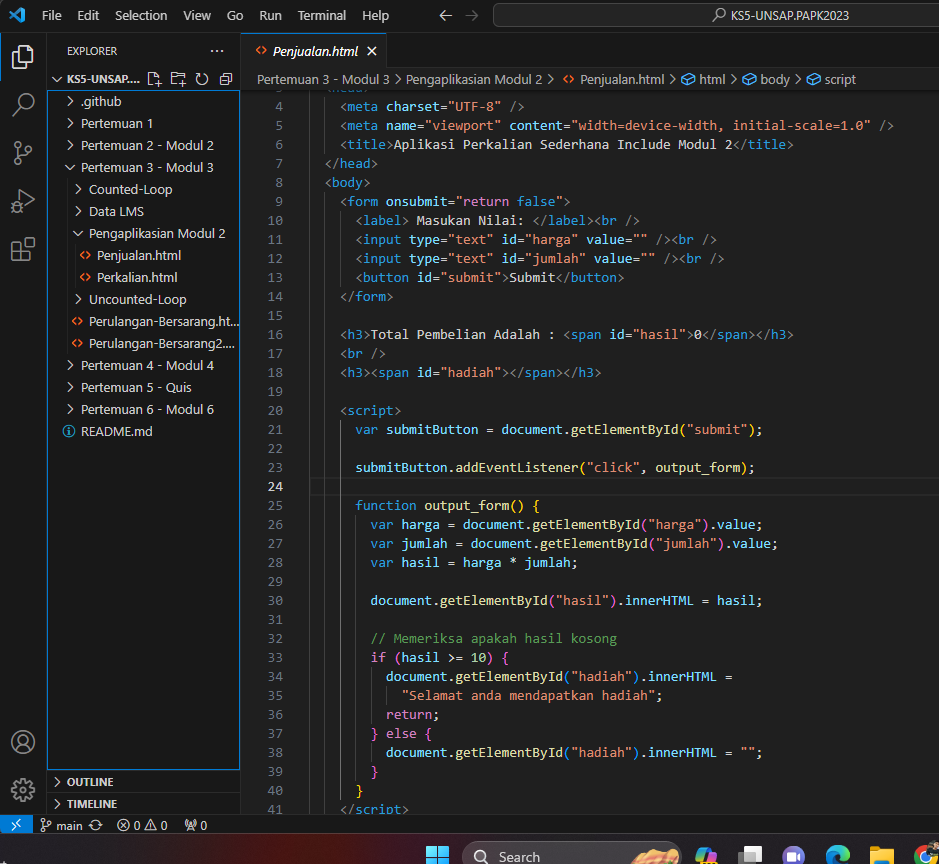 File Edit Selection View Go Run Terminal Help
KS5-UNSAP.PAPK2023
EXPLORER
KS5-UNSAP....
.github
Pertemuan 1
Pertemuan 2 - Modul 2
Pertemuan 3 - Modul 3
Counted-Loop
Data LMS
Pengaplikasian Modul 2
Penjualan.html
Perkalian.html
Uncounted-Loop
Perulangan-Bersarang.ht...
Perulangan-Bersarang2....
Pertemuan 4 - Modul 4
Pertemuan 5 - Quis
Pertemuan 6 - Modul 6
README.md
OUTLINE
TIMELINE
Penjualan.html
Pertemuan 3 - Modul 3 > Pengaplikasian Modul 2 > Penjualan.html > html > body > script
3 <head>
4 <meta charset="UTF-8" />
5 <meta name="viewport" content="width=device-width, initial-scale=1.0" />
6 <title>Aplikasi Perkalian Sederhana Include Modul 2</title>
7 </head>
8 <body>
9 <form onsubmit="return false">
10 <label> Masukan Nilai: </label><br />
11 <input type="text" id="harga" value="" /><br />
12 <input type="text" id="jumlah" value="" /><br />
13 <button id="submit">Submit</button>
14 </form>
15
16 <h3>Total Pembelian Adalah : <span id="hasil">0</span></h3>
17 <br />
18 <h3><span id="hadiah"></span></h3>
19
20 <script>
21 var submitButton = document.getElementById("submit");
22
23 submitButton.addEventListener("click", output_form);
24
25 function output_form() {
26 var harga = document.getElementById("harga").value;
27 var jumlah = document.getElementById("jumlah").value;
28 var hasil = harga * jumlah;
29
30 document.getElementById("hasil").innerHTML = hasil;
31
32 // Memeriksa apakah hasil kosong
33 if (hasil >= 10) {
34 document.getElementById("hadiah").innerHTML =
35 "Selamat anda mendapatkan hadiah";
36 return;
37 } else {
38 document.getElementById("hadiah").innerHTML = "";
39 }
40 }
41 </script>
main 0 0 0
Search